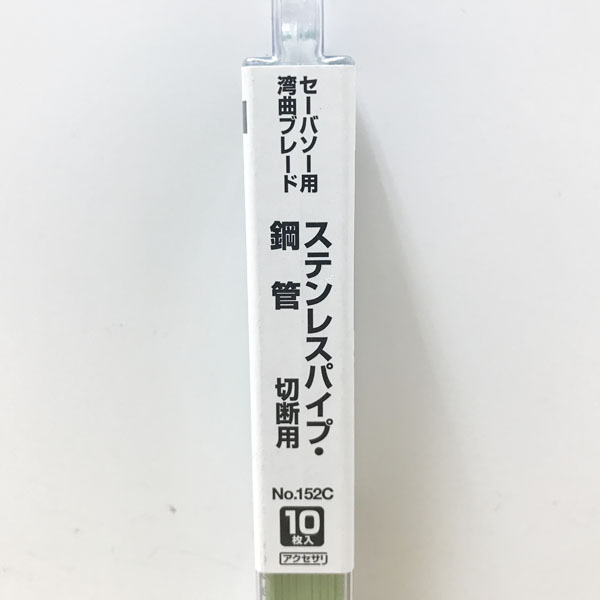 セーバソー用
湾曲ブレード
ステンレスパイプ・
鋼管
切断用
No.152C
10
枚入
アクセサリ